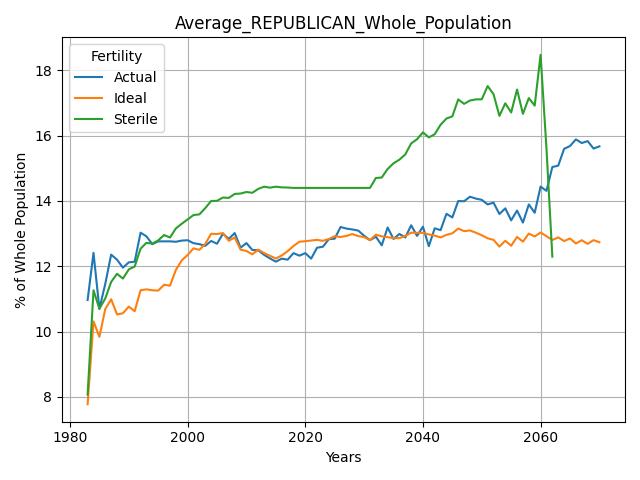 Average_REPUBLICAN_Whole_Population
Fertility
Actual
Ideal
Sterile
% of Whole Population
18
16
14
12
10
8
1980 2000 2020 2040 2060
Years